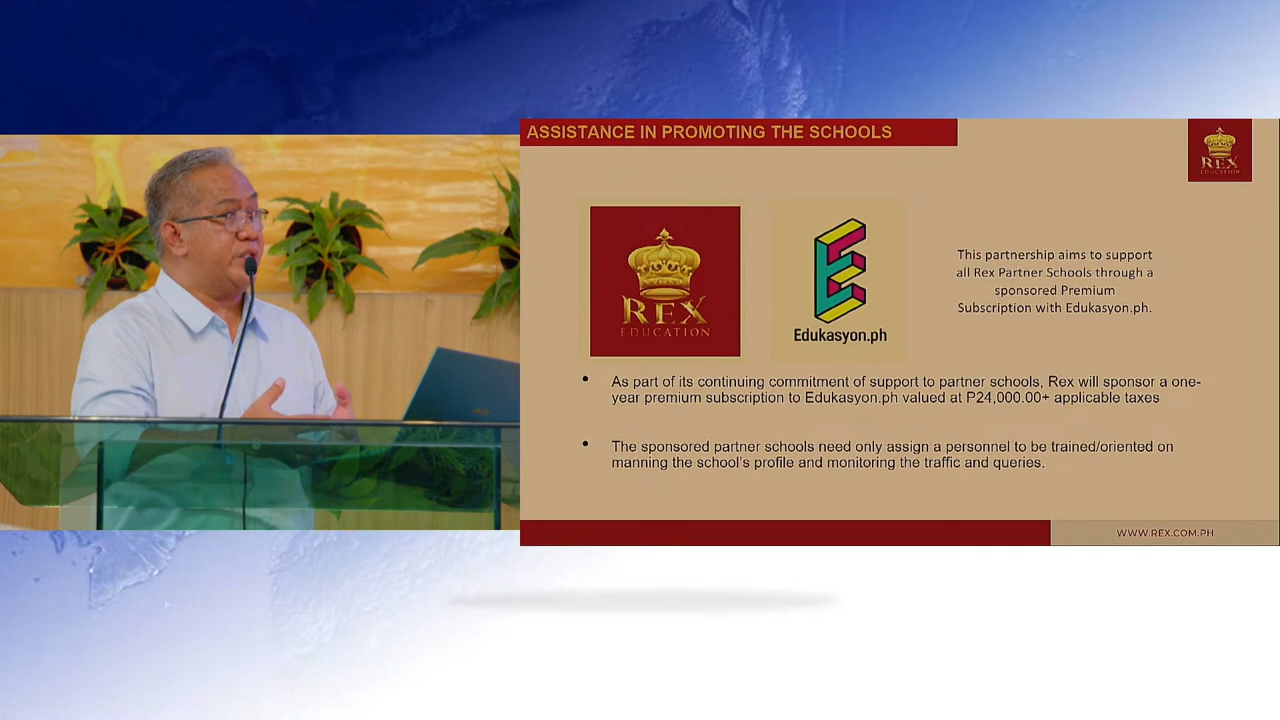 ASSISTANCE IN PROMOTING THE SCHOOLS
REX
EDUCATION
REX
EDUCATION
Edukasyon.ph
This partnership aims to support
all Rex Partner Schools through a
sponsored Premium
Subscription with Edukasyon.ph.
• As part of its continuing commitment of support to partner schools, Rex will sponsor a one-
year premium subscription to Edukasyon.ph valued at P24,000.00+ applicable taxes
• The sponsored partner schools need only assign a personnel to be trained/oriented on
manning the school's profile and monitoring the traffic and queries.
WWW.REX.COM.PH